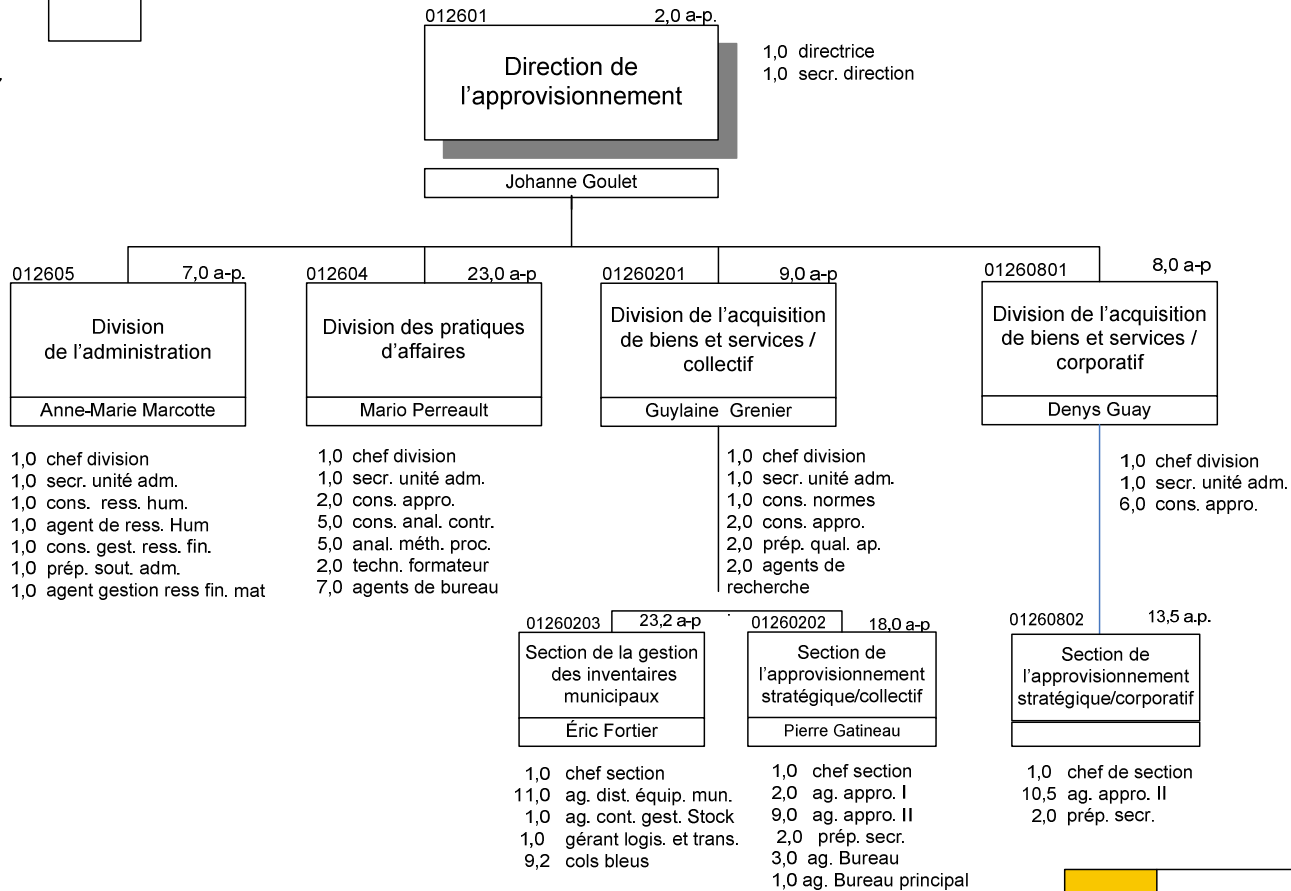 012601 2,0 a-p.
Direction de
l'approvisionnement
1,0 directrice
1,0 secr. direction
Johanne Goulet
012605 7,0 a-p.
Division
de l'administration
Anne-Marie Marcotte
1,0 chef division
1,0 secr. unité adm.
1,0 cons. ress. hum.
1,0 agent de ress. Hum
1,0 cons. gest. ress. fin.
1,0 prép. sout. adm.
1,0 agent gestion ress fin. mat
012604 23,0 a-p
Division des pratiques
d'affaires
Mario Perreault
1,0 chef division
1,0 secr. unité adm.
2,0 cons. appro.
5,0 cons. anal. contr.
5,0 anal. méth. proc.
2,0 techn. formateur
7,0 agents de bureau
01260201 9,0 a-p
Division de l'acquisition
de biens et services /
collectif
Guylaine Grenier
1,0 chef division
1,0 secr. unité adm.
1,0 cons. normes
2,0 cons. appro.
2,0 prép. qual. ap.
2,0 agents de
recherche
01260801 8,0 a-p
Division de l'acquisition
de biens et services /
corporatif
Denys Guay
1,0 chef division
1,0 secr. unité adm.
6,0 cons. appro.
01260203 23,2 a-p
Section de la gestion
des inventaires
municipaux
Éric Fortier
1,0 chef section
11,0 ag. dist. équip. mun.
1,0 ag. cont. gest. Stock
1,0 gérant logis. et trans.
9,2 cols bleus
01260202 18,0 a-p
Section de
l'approvisionnement
stratégique/collectif
Pierre Gatineau
1,0 chef section
2,0 ag. appro. I
9,0 ag. appro. II
2,0 prép. secr.
3,0 ag. Bureau
1,0 ag. Bureau principal
01260802 13,5 a.p.
Section de
l'approvisionnement
stratégique/corporatif
1,0 chef de section
10,5 ag. appro. II
2,0 prép. secr.